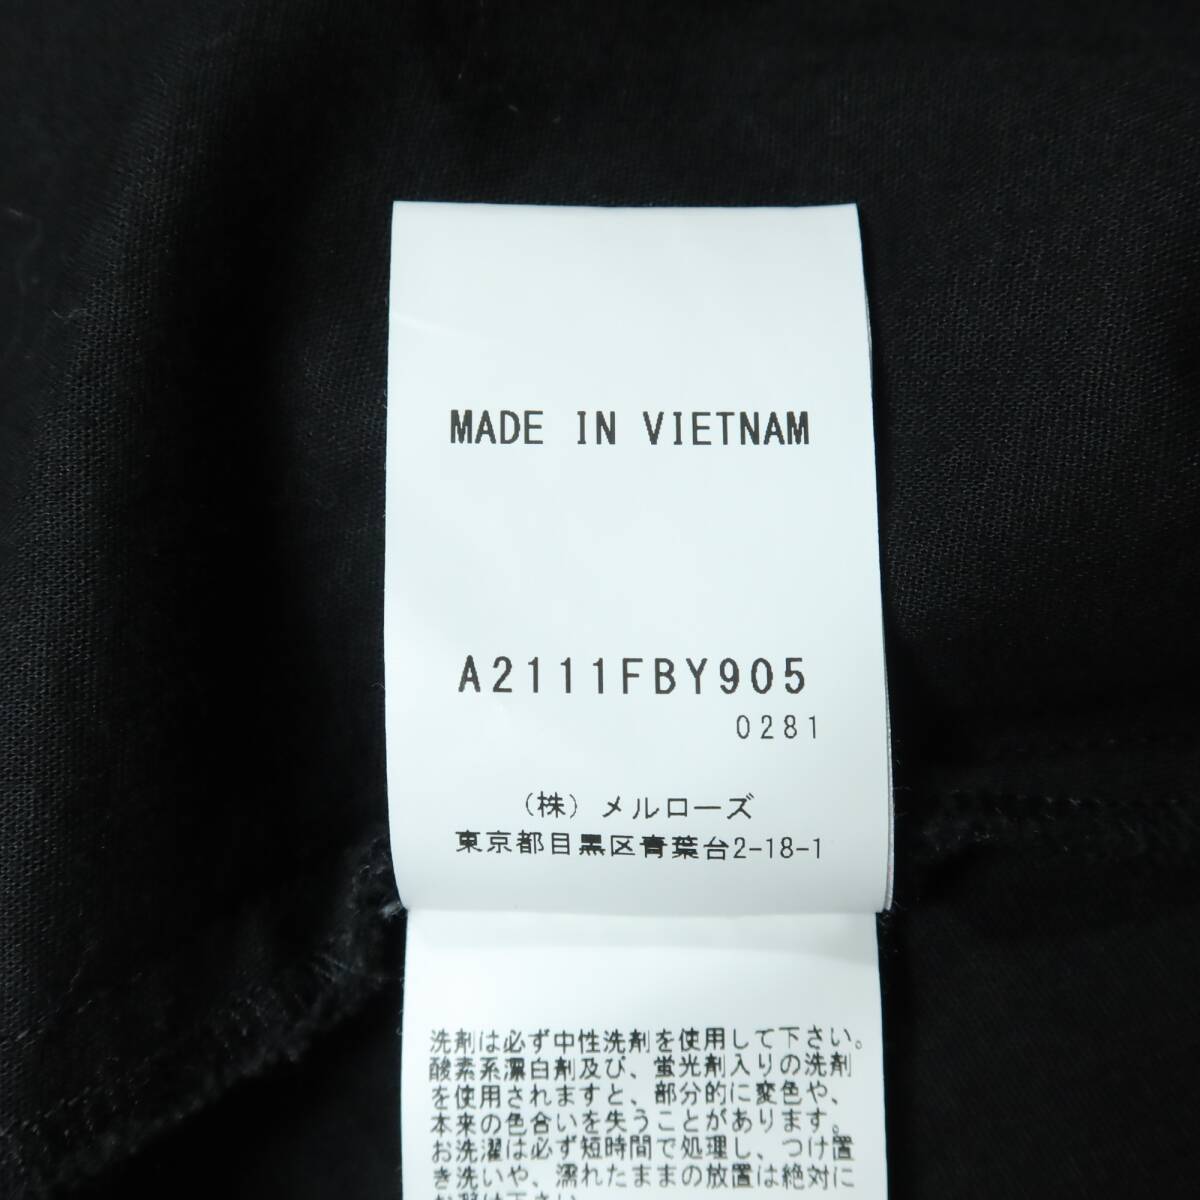 MADE IN VIETNAM
A2111FBY905
0281
（株）メルローズ
東京都目黒区青葉台2-18-1
洗剤は必ず中性洗剤を使用して下さい。
酸素系漂白剤及び、蛍光剤入りの洗剤
を使用されますと、部分的に変色や、
本来の色合いを失うことがあります。
お洗濯は必ず短時間で処理し、つけ置
き洗いや、濡れたままの放置は絶対に